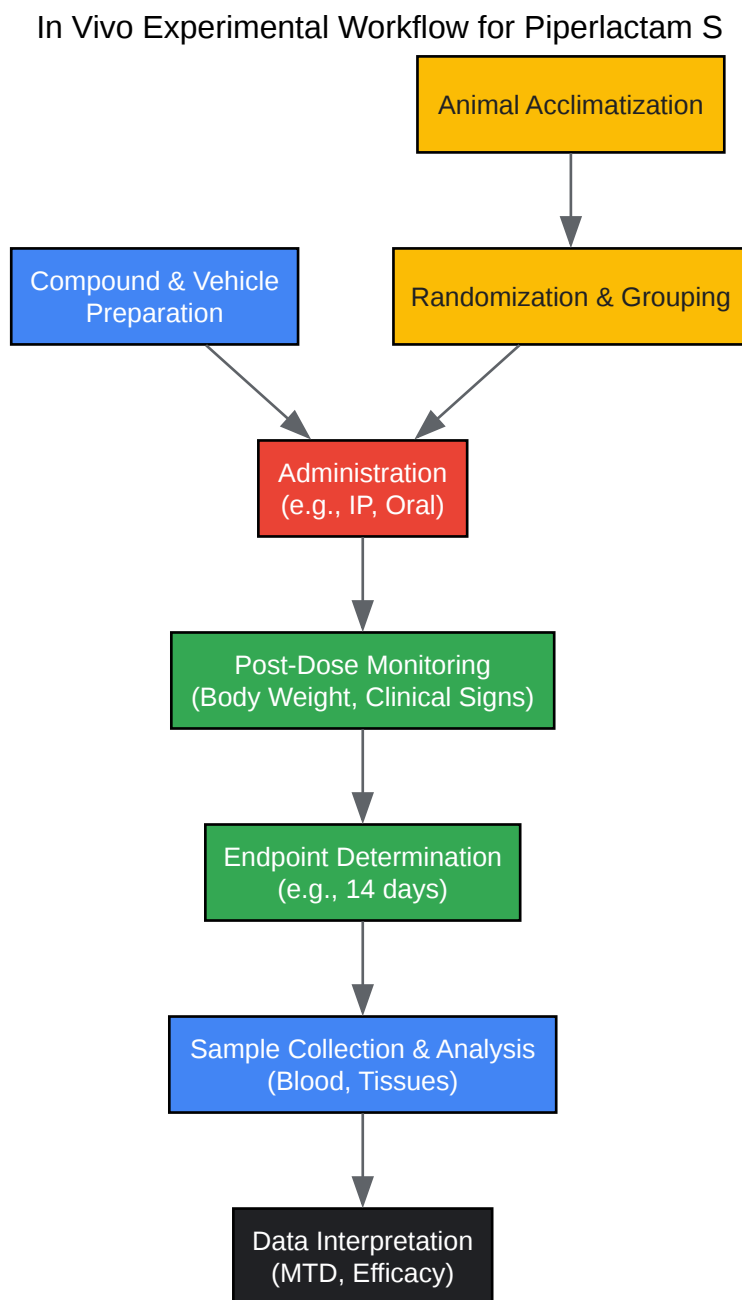 In Vivo Experimental Workflow for Piperlactam S
Animal Acclimatization
Compound & Vehicle
Preparation
Randomization & Grouping
Administration
(e.g., IP, Oral)
Post-Dose Monitoring
(Body Weight, Clinical Signs)
Endpoint Determination
(e.g., 14 days)
Sample Collection & Analysis
(Blood, Tissues)
Data Interpretation
(MTD, Efficacy)